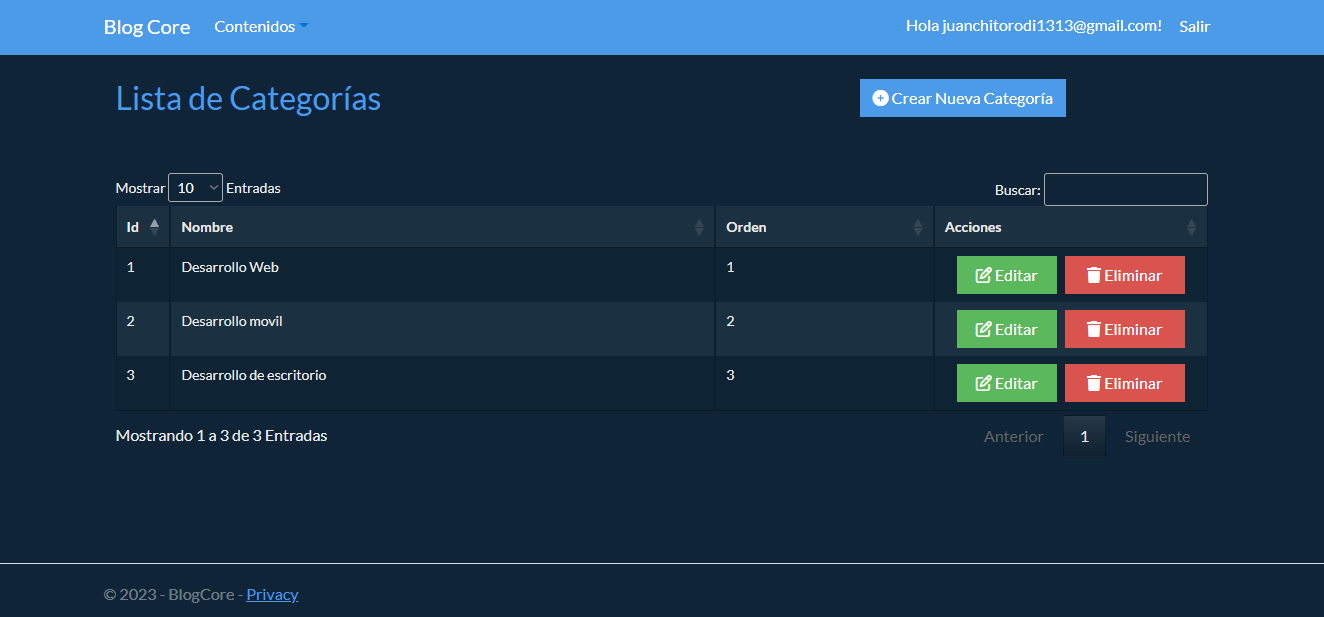 Blog Core Contenidos Hola juanchitorodi1313@gmail.com! Salir
Lista de Categorías Crear Nueva Categoría
Mostrar 10 Entradas Buscar:
Id Nombre Orden Acciones
1 Desarrollo Web 1 Editar Eliminar
2 Desarrollo movil 2 Editar Eliminar
3 Desarrollo de escritorio 3 Editar Eliminar
Mostrando 1 a 3 de 3 Entradas Anterior 1 Siguiente
© 2023 - BlogCore - Privacy